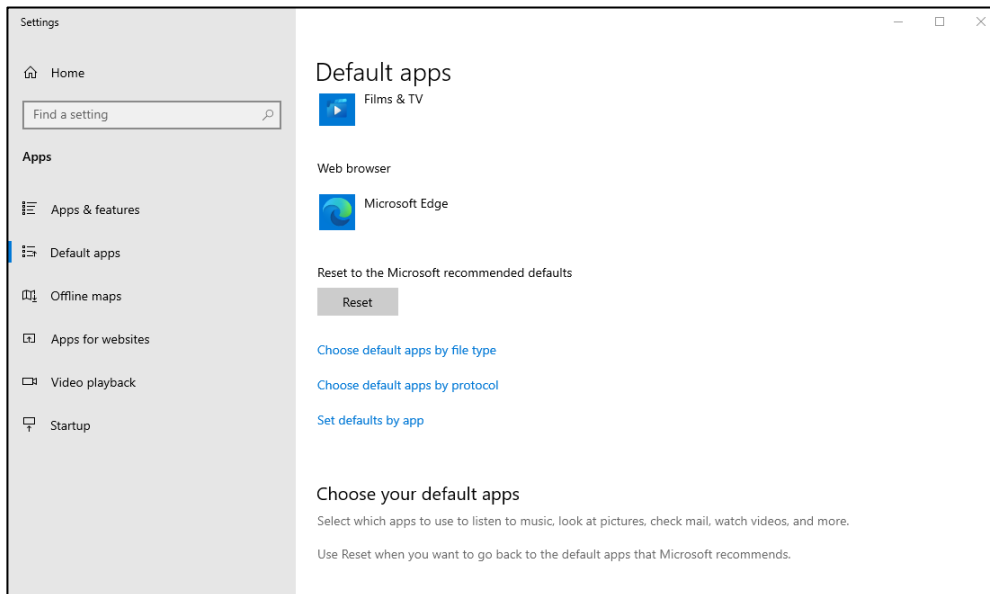 Settings
Home
Find a setting
Apps
Apps & features
Default apps
Offline maps
Apps for websites
Video playback
Startup
Default apps
Films & TV
Web browser
Microsoft Edge
Reset to the Microsoft recommended defaults
Reset
Choose default apps by file type
Choose default apps by protocol
Set defaults by app
Choose your default apps
Select which apps to use to listen to music, look at pictures, check mail, watch videos, and more.
Use Reset when you want to go back to the default apps that Microsoft recommends.